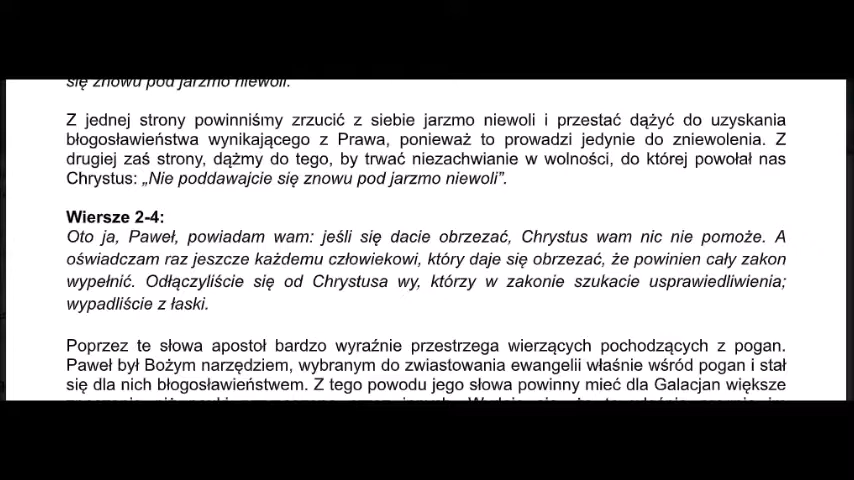 się znowu pod jarzmo niewoli.
Z jednej strony powinniśmy zrzucić z siebie jarzmo niewoli i przestać dążyć do uzyskania
błogosławieństwa wynikającego z Prawa, ponieważ to prowadzi jedynie do zniewolenia. Z
drugiej zaś strony, dążmy do tego, by trwać niezachwianie w wolności, do której powołał nas
Chrystus: „Nie poddawajcie się znowu pod jarzmo niewoli”.
Wiersze 2-4:
Oto ja, Paweł, powiadam wam: jeśli się dacie obrzezać, Chrystus wam nic nie pomoże. A
oświadczam raz jeszcze każdemu człowiekowi, który daje się obrzezać, że powinien cały zakon
wypełnić. Odłączyliście się od Chrystusa wy, którzy w zakonie szukacie usprawiedliwienia;
wypadliście z łaski.
Poprzez te słowa apostoł bardzo wyraźnie przestrzega wierzących pochodzących z pogan.
Paweł był Bożym narzędziem, wybranym do zwiastowania ewangelii właśnie wśród pogan i stał
się dla nich błogosławieństwem. Z tego powodu jego słowa powinny mieć dla Galacjan większe